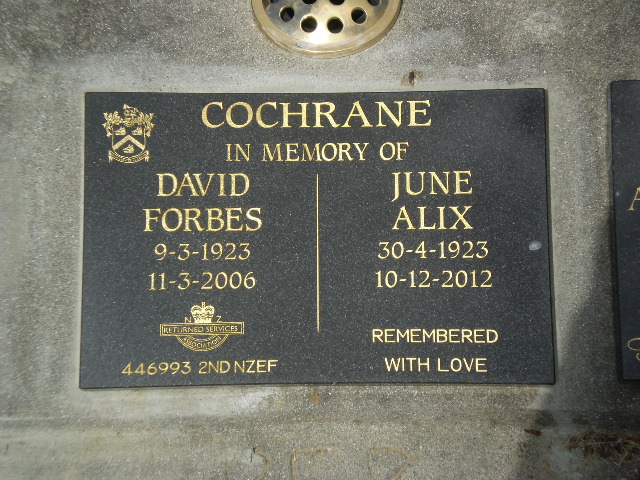 COCHRANE
IN MEMORY OF
DAVID
FORBES
9-3-1923
11-3-2006
N Z
RETURNED SERVICES
ASSOCIATION
446993 2ND NZEF
JUNE
ALIX
30-4-1923
10-12-2012
REMEMBERED
WITH LOVE